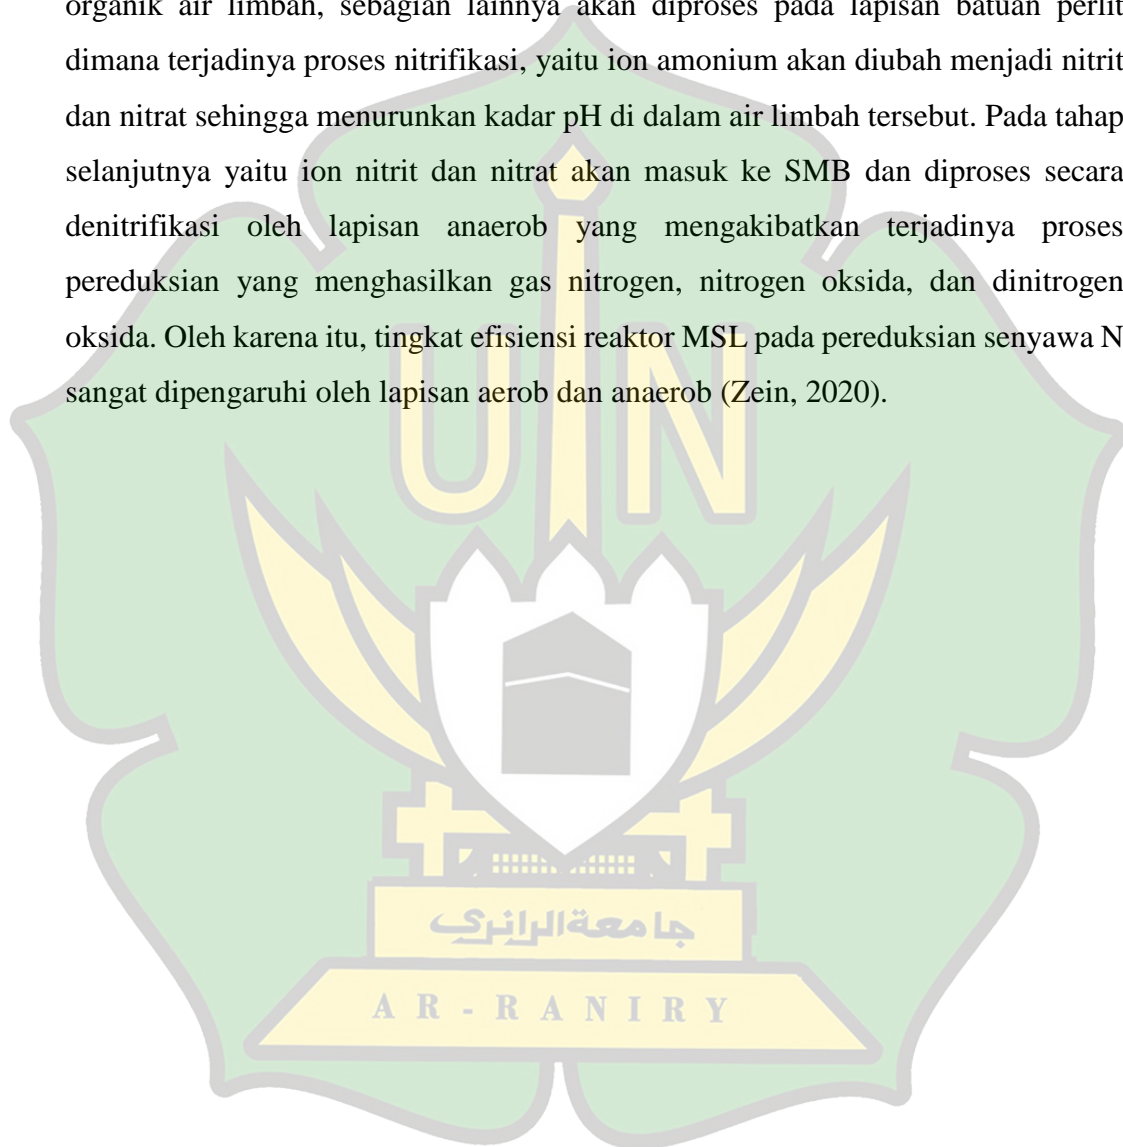 organik air limbah, sebagian lainnya akan diproses pada lapisan batuan perlit
dimana terjadinya proses nitrifikasi, yaitu ion amonium akan diubah menjadi nitrit
dan nitrat sehingga menurunkan kadar pH di dalam air limbah tersebut. Pada tahap
selanjutnya yaitu ion nitrit dan nitrat akan masuk ke SMB dan diproses secara
denitrifikasi oleh lapisan anaerob yang mengakibatkan terjadinya proses
pereduksian yang menghasilkan gas nitrogen, nitrogen oksida, dan dinitrogen
oksida. Oleh karena itu, tingkat efisiensi reaktor MSL pada pereduksian senyawa N
sangat dipengaruhi oleh lapisan aerob dan anaerob (Zein, 2020).
UIN
جامعة الرانري
AR-RANIRY